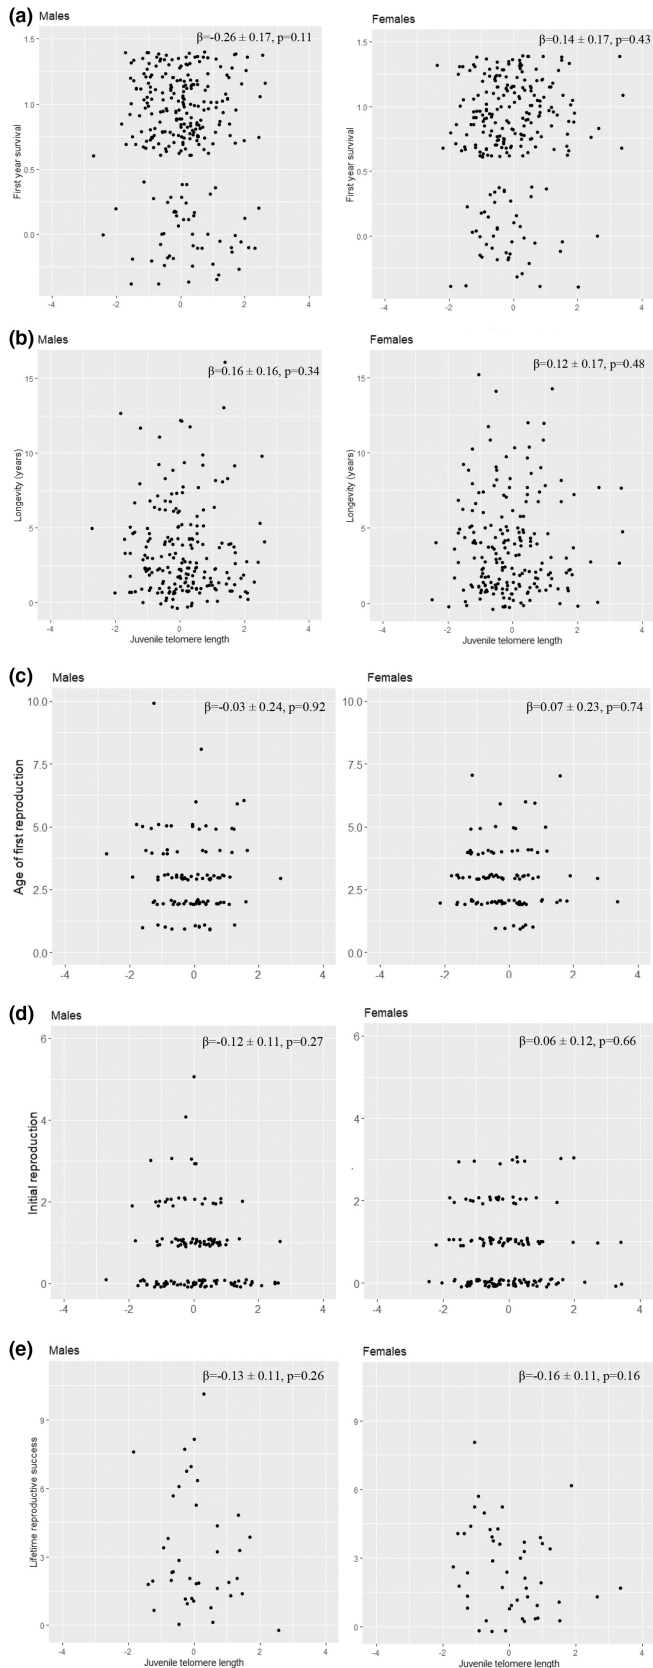 (a) Males
Females
β=-0.26 ± 0.17, p=0.11
β=0.14 ± 0.17, p=0.43
First year survival
1.5
1.0
0.5
0.0
-4 -2 0 2 4
First year survival
1.5
1.0
0.5
0.0
-4 -2 0 2 4
(b) Males
Females
β=0.16 ± 0.16, p=0.34
β=0.12 ± 0.17, p=0.48
Longevity (years)
15
10
5
0
-4 -2 0 2 4
Juvenile telomere length
Longevity (years)
15
10
5
0
-4 -2 0 2 4
Juvenile telomere length
(c) Males
Females
β=-0.03 ± 0.24, p=0.92
β=0.07 ± 0.23, p=0.74
Age of first reproduction
10.0
7.5
5.0
2.5
0.0
-4 -2 0 2 4
10.0
7.5
5.0
2.5
0.0
-4 -2 0 2 4
(d) Males
Females
β=-0.12 ± 0.11, p=0.27
β=0.06 ± 0.12, p=0.66
Initial reproduction
6
4
2
0
-4 -2 0 2 4
6
4
2
0
-4 -2 0 2 4
(e) Males
Females
β=-0.13 ± 0.11, p=0.26
β=-0.16 ± 0.11, p=0.16
Lifetime reproductive success
9
6
3
0
-4 -2 0 2 4
Juvenile telomere length
9
6
3
0
-4 -2 0 2 4
Juvenile telomere length